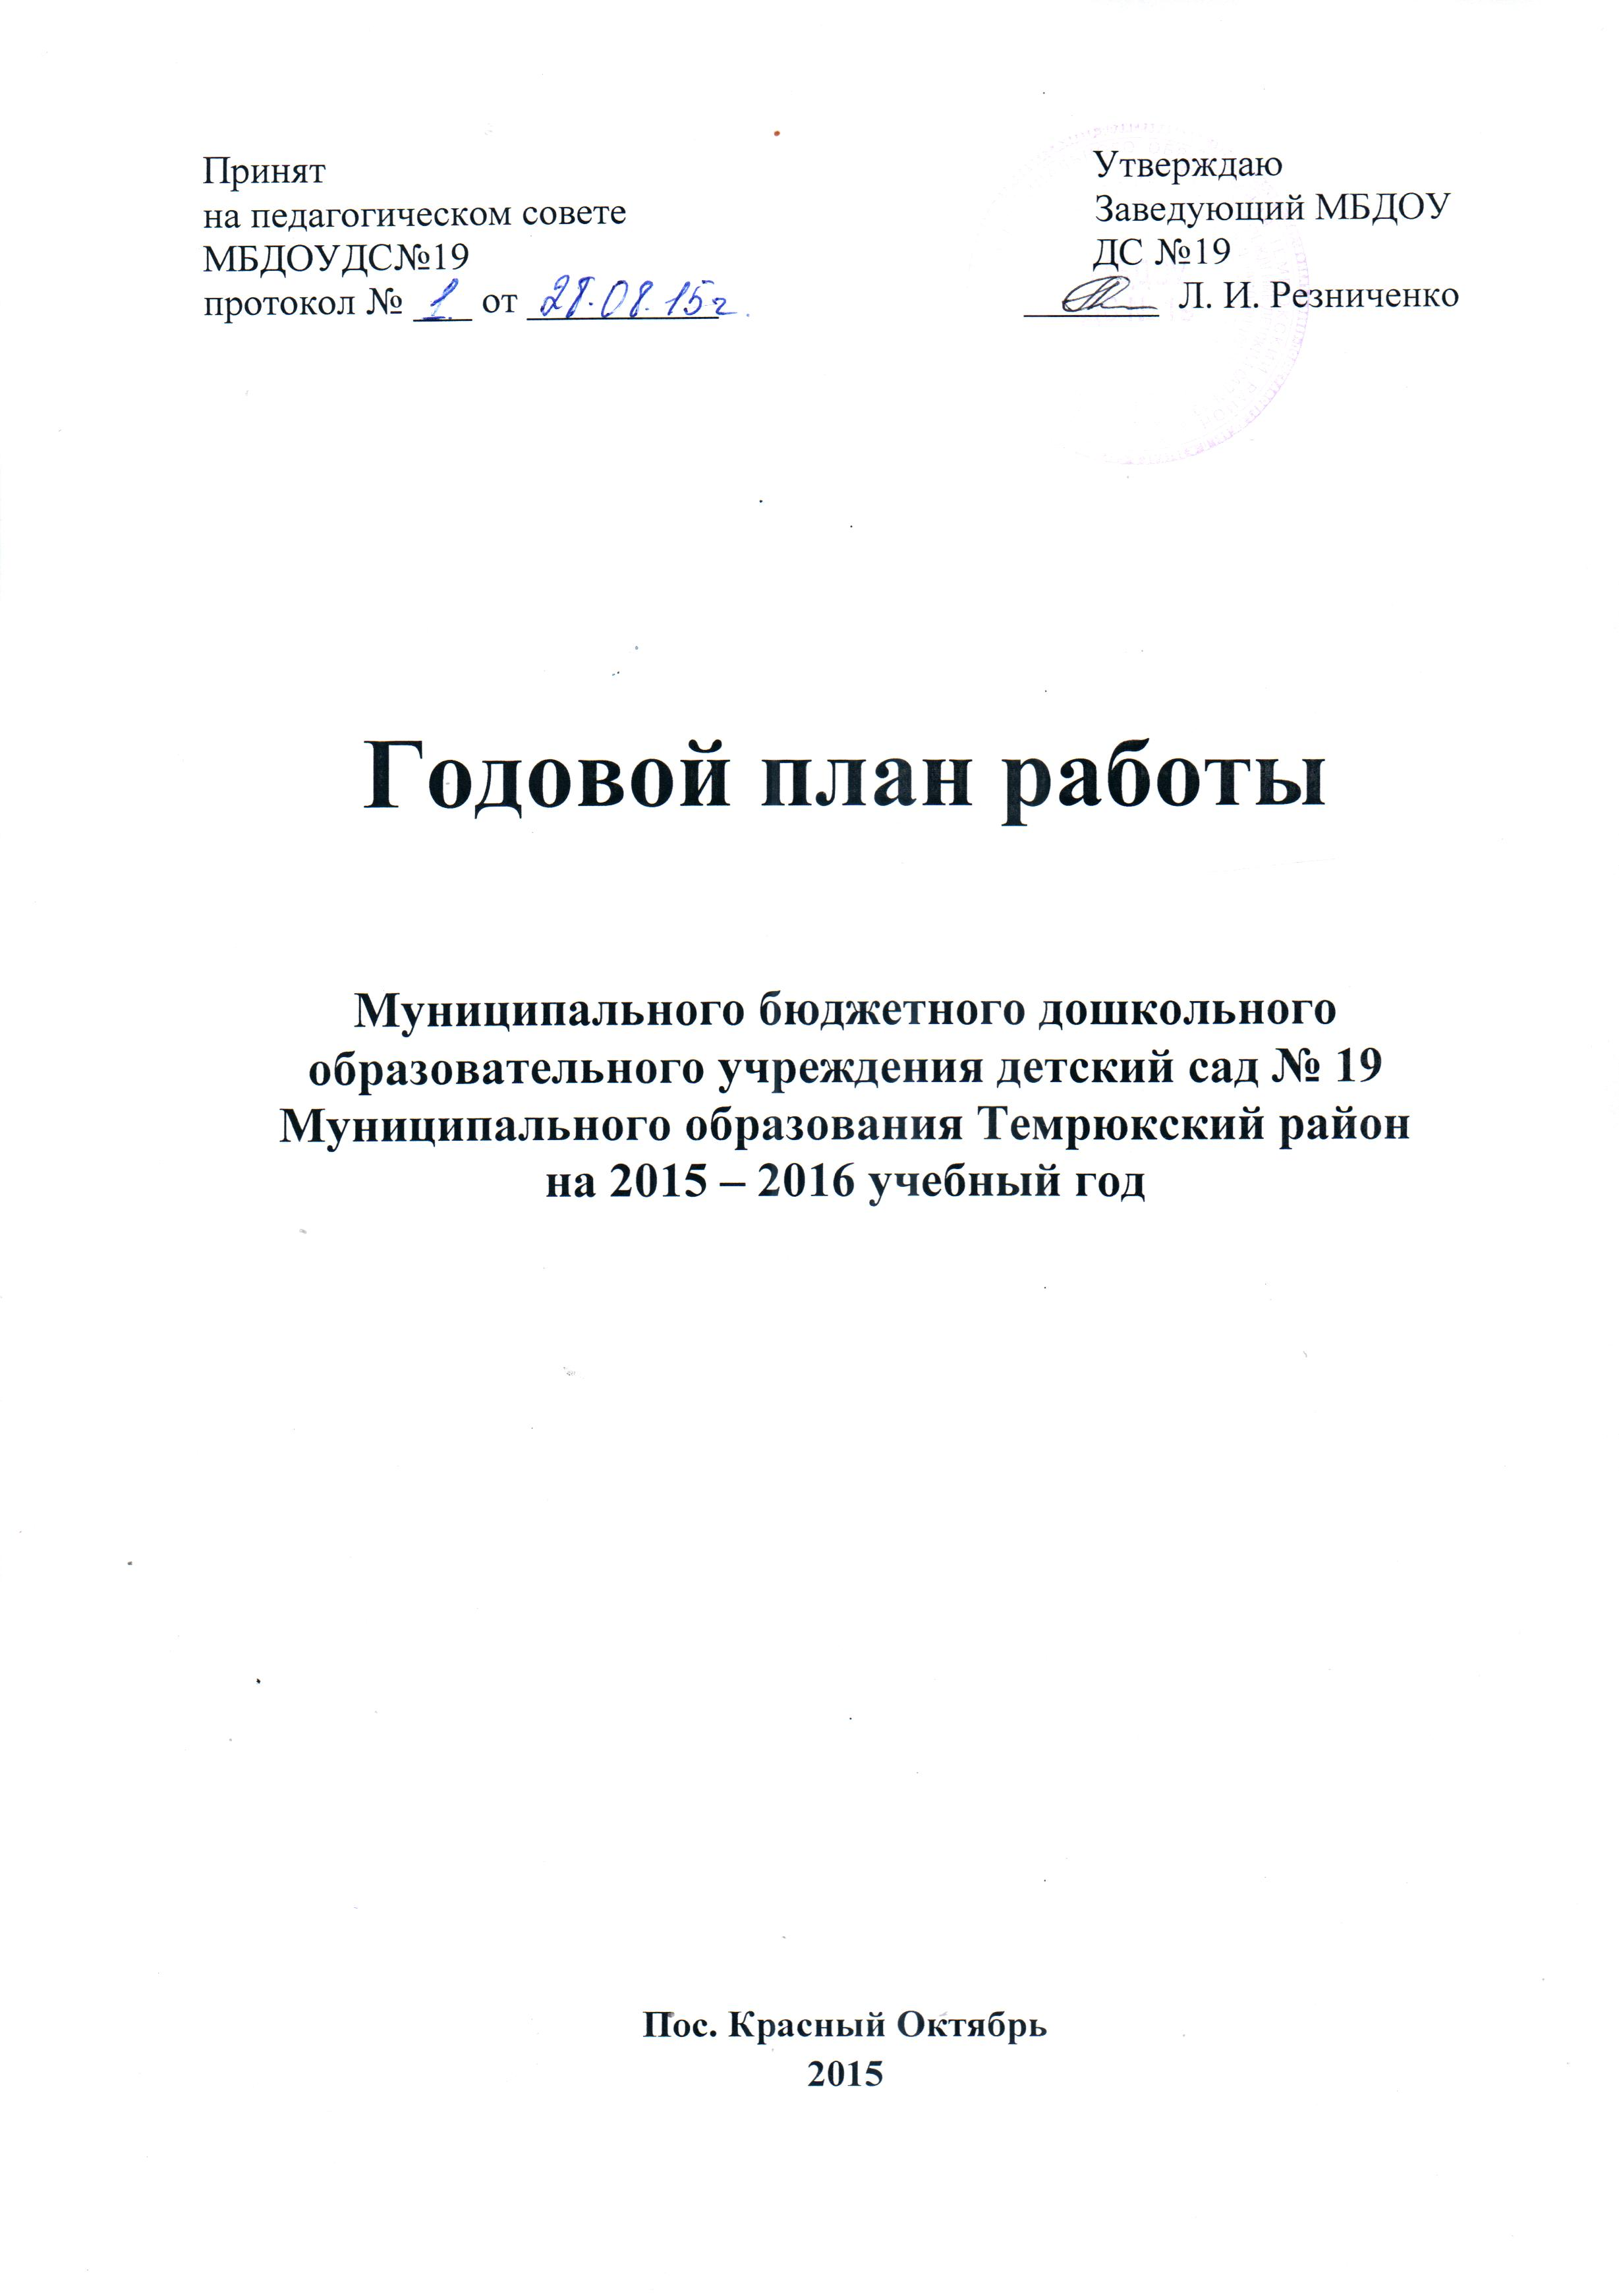 Принят
на педагогическом совете
МБДОУДС№19
протокол № 1 от 28.08.15г.
Утверждаю
Заведующий МБДОУ
ДС №19
Л. И. Резниченко
Годовой план работы
Муниципального бюджетного дошкольного
образовательного учреждения детский сад № 19
Муниципального образования Темрюкский район
на 2015 – 2016 учебный год
Пос. Красный Октябрь
2015